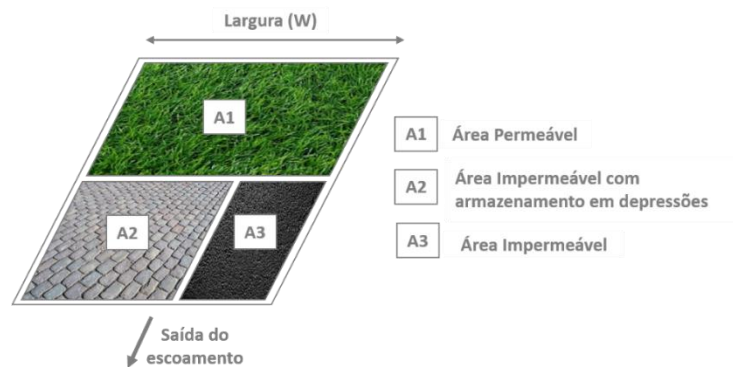 Largura (W)
A1
A2
A3
Saída do
escoamento
A1 Área Permeável
A2 Área Impermeável com
armazenamento em depressões
A3 Área Impermeável